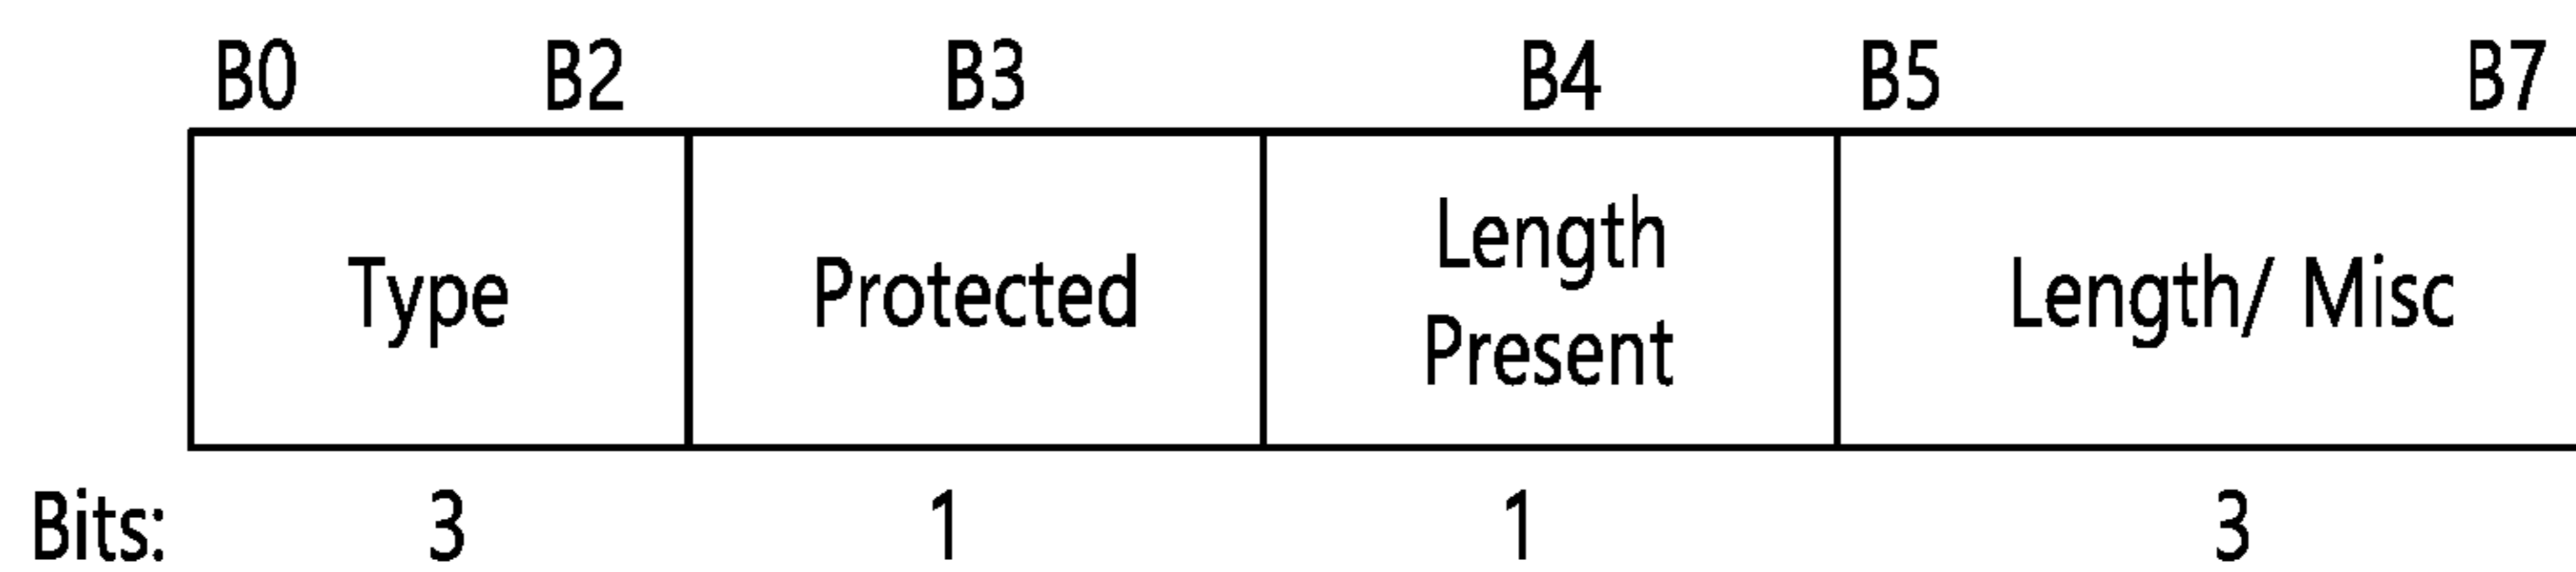 B0 B2 B3 B4 B5 B7
Type Protected Length Present Length/ Misc
Bits: 3 1 1 3